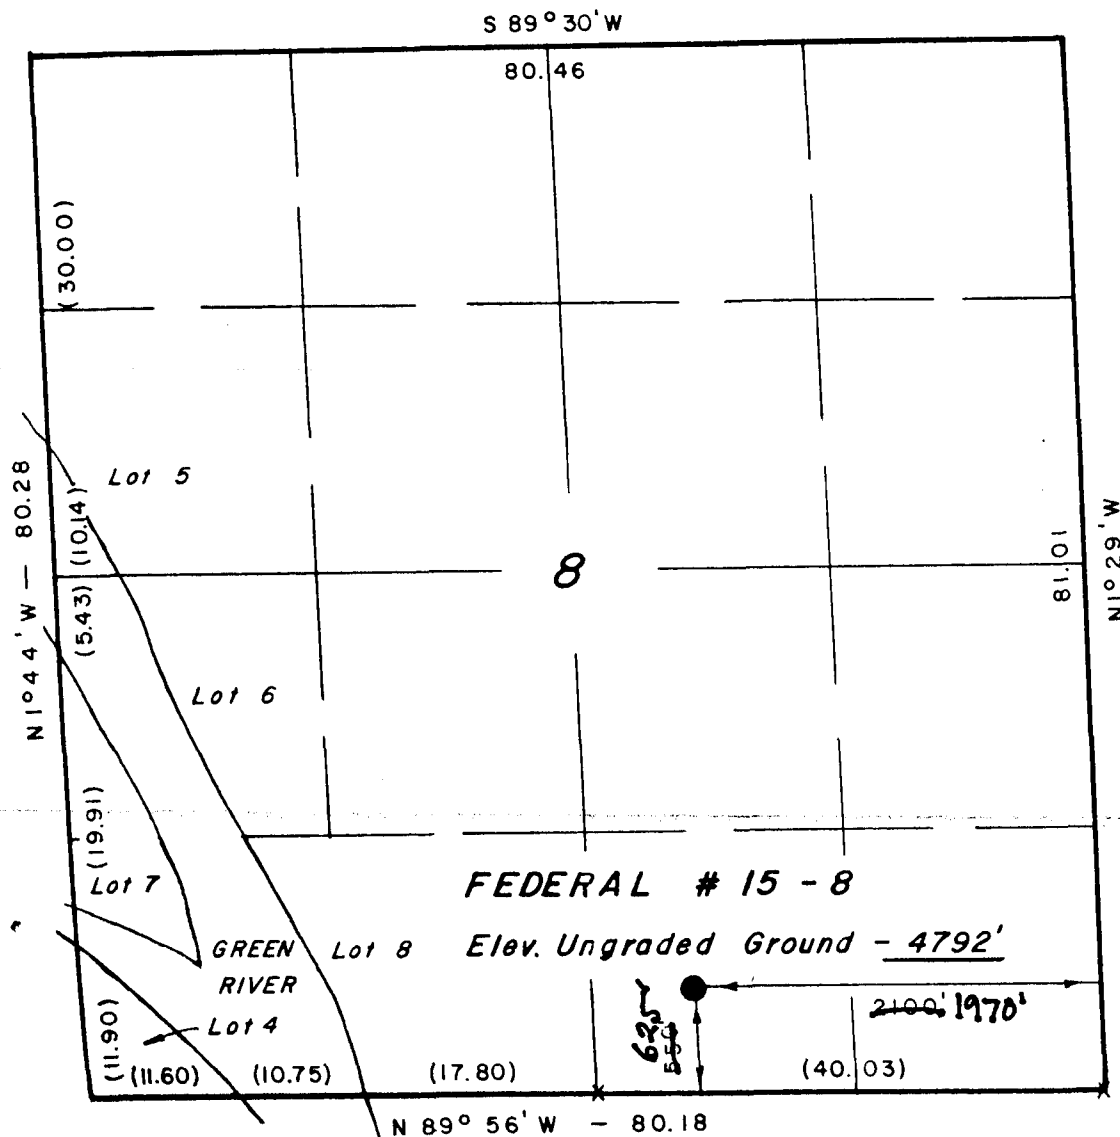 S 89° 30' W
80.46
(30.00)
Lot 5
N 1° 44' W — 80.28
(10.14)
(5.43)
8
81.01
N 1° 29' W
Lot 6
(19.91)
Lot 7
FEDERAL # 15 - 8
GREEN
RIVER
Lot 8
Elev. Ungraded Ground - 4792'
2100' 1970'
625
550'
Lot 4
(11.90)
(11.60)
(10.75)
(17.80)
(40.03)
N 89° 56' W - 80.18